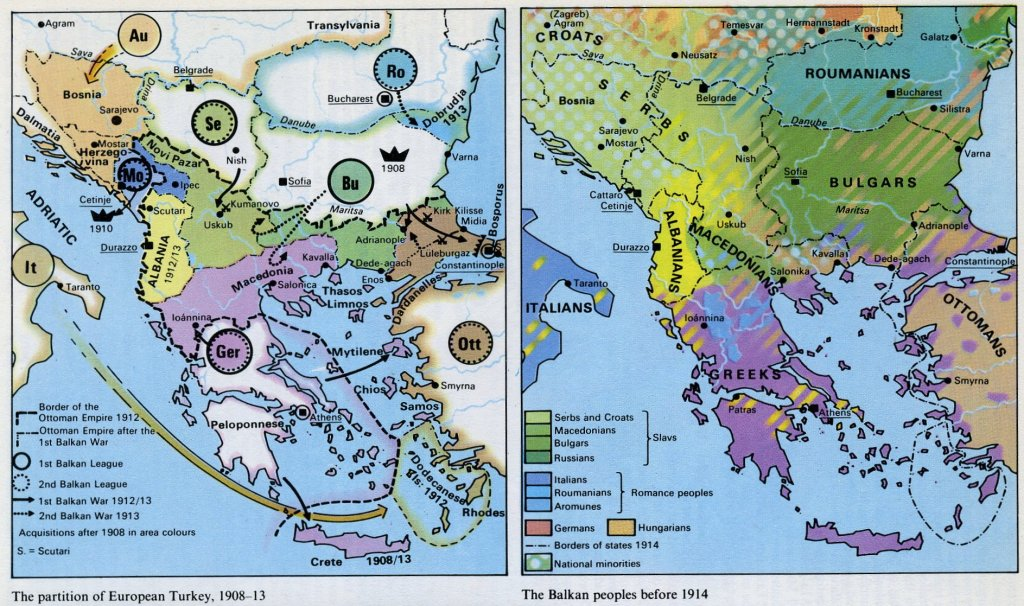 Agram
Transylvania
Au
Sava
Drina
Belgrade
Bosnia
Sarajevo
Ro
Bucharest
Dobrudja
1913
Danube
Se
Dalmatia
Mostar
Herzego
vina
Novi Pazar
Nish
1908
Varna
Mo
Ipec
Sofia
Bu
Cetinje
1910
Scutari
Kumanovo
Maritsa
Kirk Kilisse
Midia
Bosporus
ADRIATIC
Uskub
Durazzo
ALBANIA
1912/13
Adrianople
Luleburgaz
It
Macedonia
Kavalla
Dede-agach
Enos
Constantinople
Taranto
Salonica
Thasos
Limnos
Dardanelles
Ioánnina
Ger
Mytilene
Ott
Chios
Smyrna
Samos
Athens
Peloponnese
Dodecanese
Is. 1912
Rhodes
Crete 1908/13
Border of the
Ottoman Empire 1912
Ottoman Empire after the
1st Balkan War
1st Balkan League
2nd Balkan League
1st Balkan War 1912/13
2nd Balkan War 1913
Acquisitions after 1908 in area colours
S. = Scutari
The partition of European Turkey, 1908–13
(Zagreb)
Agram
Temesvar
Hermannstadt
Kronstadt
Galatz
CROATS
Sava
Neusatz
ROUMANIANS
Drina
Belgrade
Bucharest
Bosnia
SERBS
Silistra
Danube
Sarajevo
Mostar
Nish
Varna
Sofia
BULGARS
Cattaro
Cetinje
Maritsa
Uskub
ALBANIANS
MACEDONIANS
Durazzo
Adrianople
Kavalla
Dede-agach
Constantinople
Salonika
Taranto
ITALIANS
Ioánnina
OTTOMANS
GREEKS
Smyrna
Patras
Athens
Serbs and Croats
Macedonians
Bulgars
Russians
Slavs
Italians
Roumanians
Aromunes
Romance peoples
Germans
Hungarians
Borders of states 1914
National minorities
The Balkan peoples before 1914